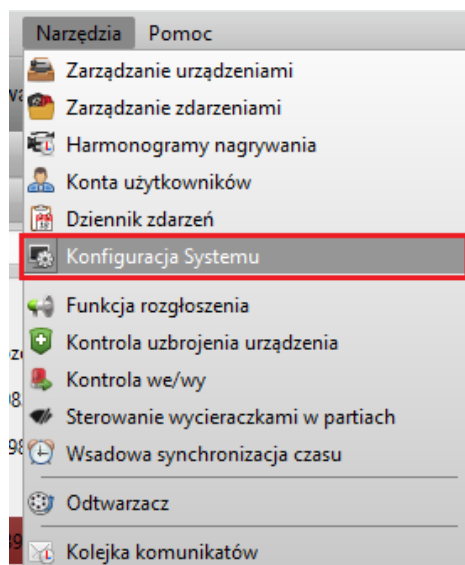 Narzędzia Pomoc
Zarządzanie urządzeniami
Zarządzanie zdarzeniami
Harmonogramy nagrywania
Konta użytkowników
Dziennik zdarzeń
Konfiguracja Systemu
Funkcja rozgłoszenia
Kontrola uzbrojenia urządzenia
Kontrola we/wy
Sterowanie wycieraczkami w partiach
Wsadowa synchronizacja czasu
Odtwarzacz
Kolejka komunikatów